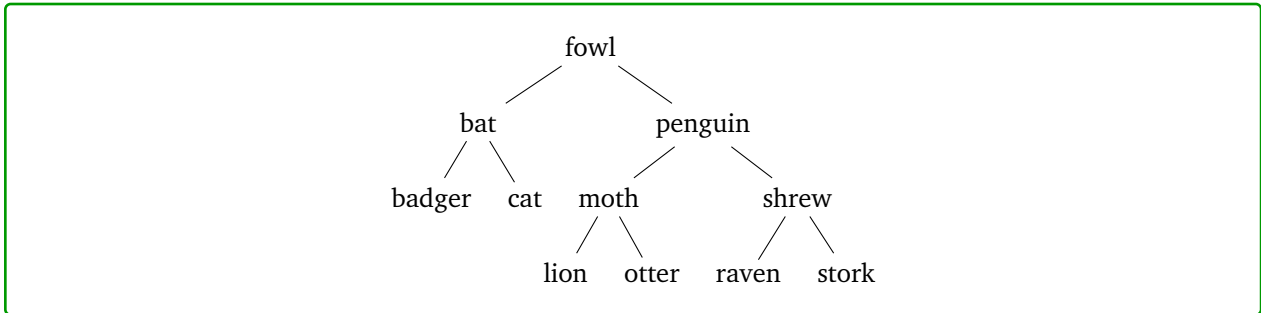 fowl
bat penguin
badger cat moth shrew
lion otter raven stork